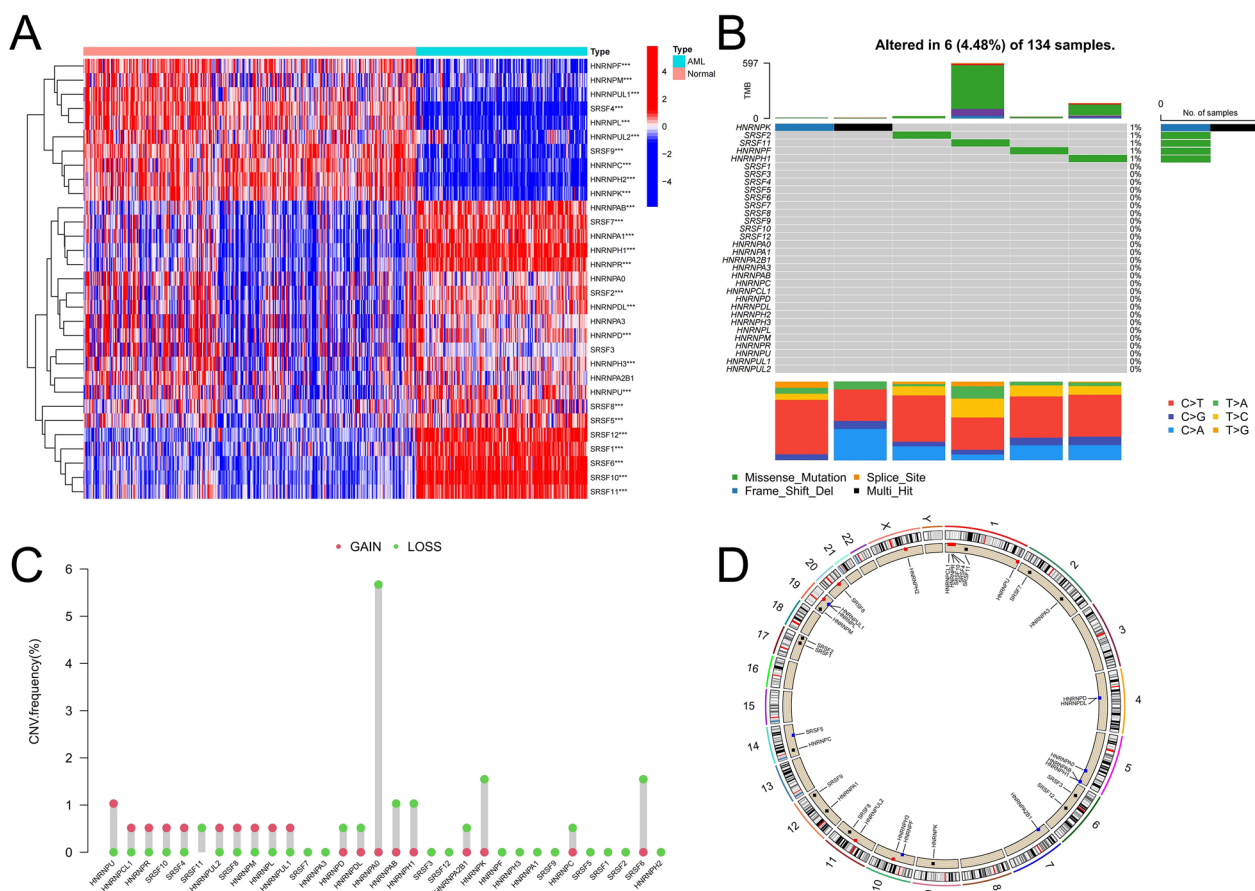 A
Type
HNRNPF***
HNRNPM***
HNRNPUL1***
SRSF4***
HNRNPL***
HNRNPUL2***
SRSF9***
HNRNPC***
HNRNPH2***
HNRNPK***
HNRNPAB***
SRSF7***
HNRNPA1***
HNRNPH1***
HNRNPR***
HNRNPA0
SRSF2***
HNRNPDL***
HNRNPA3
HNRNPD***
SRSF3
HNRNPH3***
HNRNPA2B1
HNRNPU***
SRSF8***
SRSF5***
SRSF12***
SRSF1***
SRSF6***
SRSF10***
SRSF11***
4
2
0
−2
−4
Type
AML
Normal
B
Altered in 6 (4.48%) of 134 samples.
597
0
TMB
0
No. of samples
HNRNPK 1%
SRSF2 1%
SRSF11 1%
HNRNPF 1%
HNRNPH1 1%
SRSF1 0%
SRSF3 0%
SRSF4 0%
SRSF5 0%
SRSF6 0%
SRSF7 0%
SRSF8 0%
SRSF9 0%
SRSF10 0%
SRSF12 0%
HNRNPA0 0%
HNRNPA1 0%
HNRNPA2B1 0%
HNRNPA3 0%
HNRNPAB 0%
HNRNPC 0%
HNRNPCL1 0%
HNRNPD 0%
HNRNPDL 0%
HNRNPH2 0%
HNRNPH3 0%
HNRNPL 0%
HNRNPM 0%
HNRNPR 0%
HNRNPU 0%
HNRNPUL1 0%
HNRNPUL2 0%
C>T T>A
C>G T>C
C>A T>G
Missense_Mutation Splice_Site
Frame_Shift_Del Multi_Hit
C
GAIN LOSS
CNV.frequency(%)
6
5
4
3
2
1
0
HNRNPU
HNRNPCL1
HNRNPR
SRSF10
SRSF4
SRSF11
HNRNPUL2
SRSF8
HNRNPM
HNRNPL
HNRNPUL1
SRSF7
HNRNPA3
HNRNPD
HNRNPDL
HNRNPA0
HNRNPAB
HNRNPH1
SRSF3
SRSF12
HNRNPA2B1
HNRNPK
HNRNPF
HNRNPH3
HNRNPA1
SRSF9
HNRNPC
SRSF5
SRSF1
SRSF2
SRSF6
HNRNPH2
D
1
2
3
4
5
6
7
8
10
11
12
13
14
15
16
17
18
19
20
21
22
X
Y
HNRNPCL1
SRSF10
SRSF4
SRSF11
HNRNPU
SRSF7
HNRNPA3
HNRNPD
HNRNPDL
HNRNPA0
HNRNPAB
HNRNPH1
SRSF3
SRSF12
HNRNPA2B1
HNRNPK
HNRNPF
HNRNPH3
HNRNPUL2
SRSF8
HNRNPA1
SRSF9
HNRNPC
SRSF5
SRSF1
SRSF2
HNRNPM
HNRNPL
HNRNPUL1
SRSF6
HNRNPH2